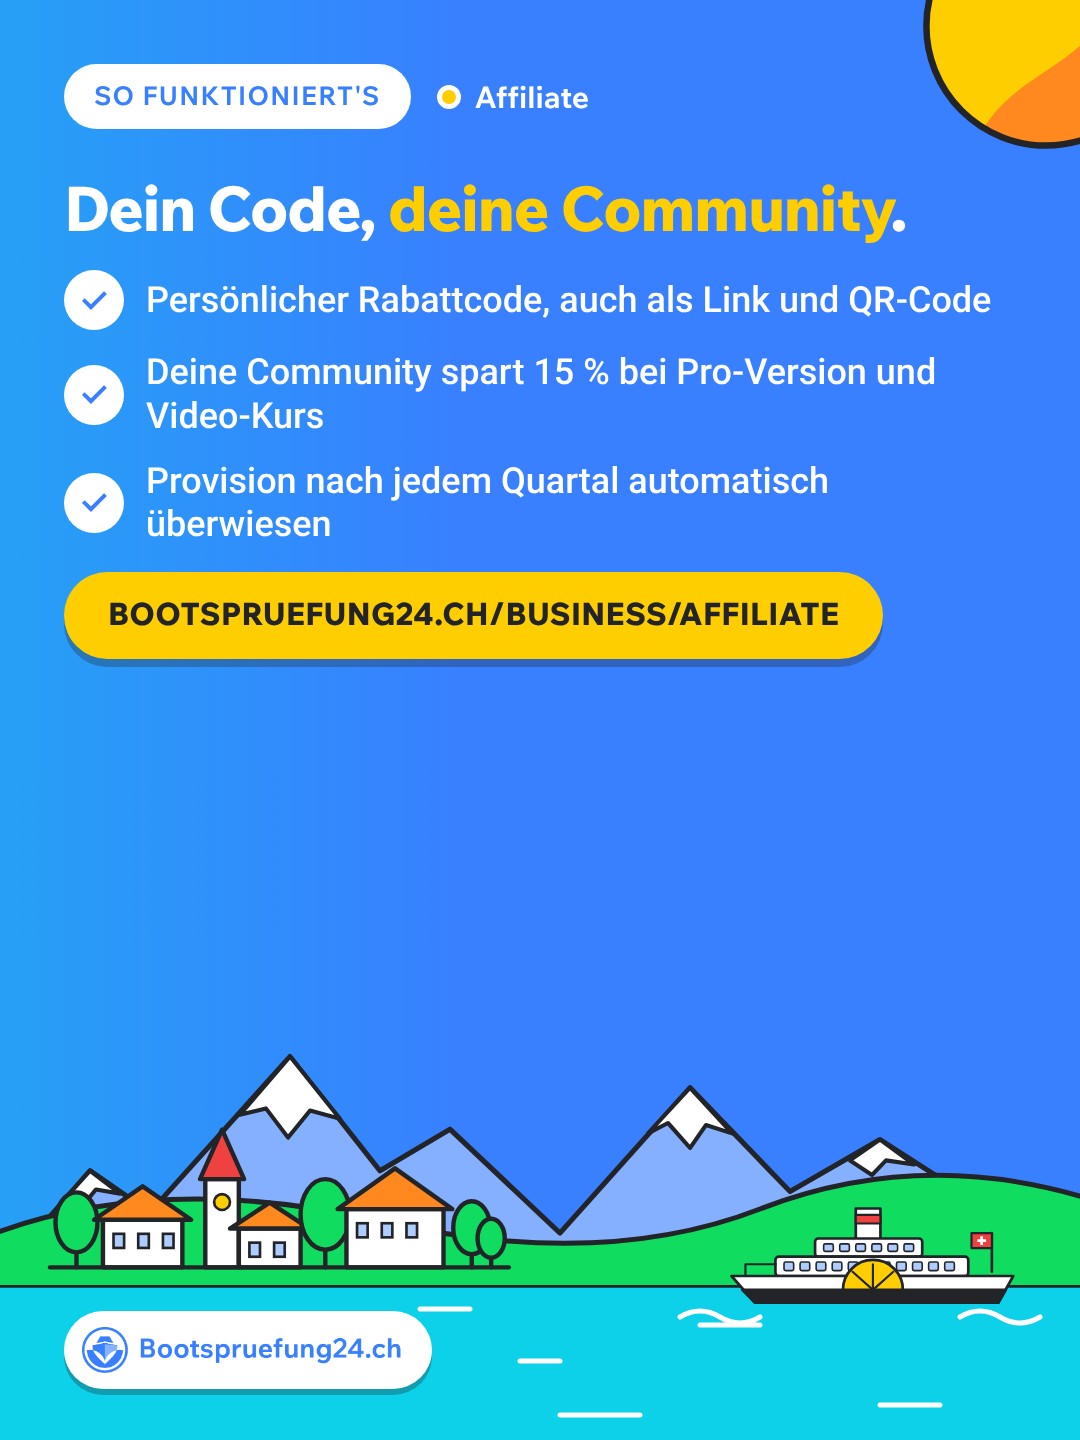 SO FUNKTIONIERT'S
Affiliate
Dein Code, deine Community.
Persönlicher Rabattcode, auch als Link und QR-Code
Deine Community spart 15 % bei Pro-Version und
Video-Kurs
Provision nach jedem Quartal automatisch
überwiesen
BOOTSPRUEFUNG24.CH/BUSINESS/AFFILIATE
Bootspruefung24.ch